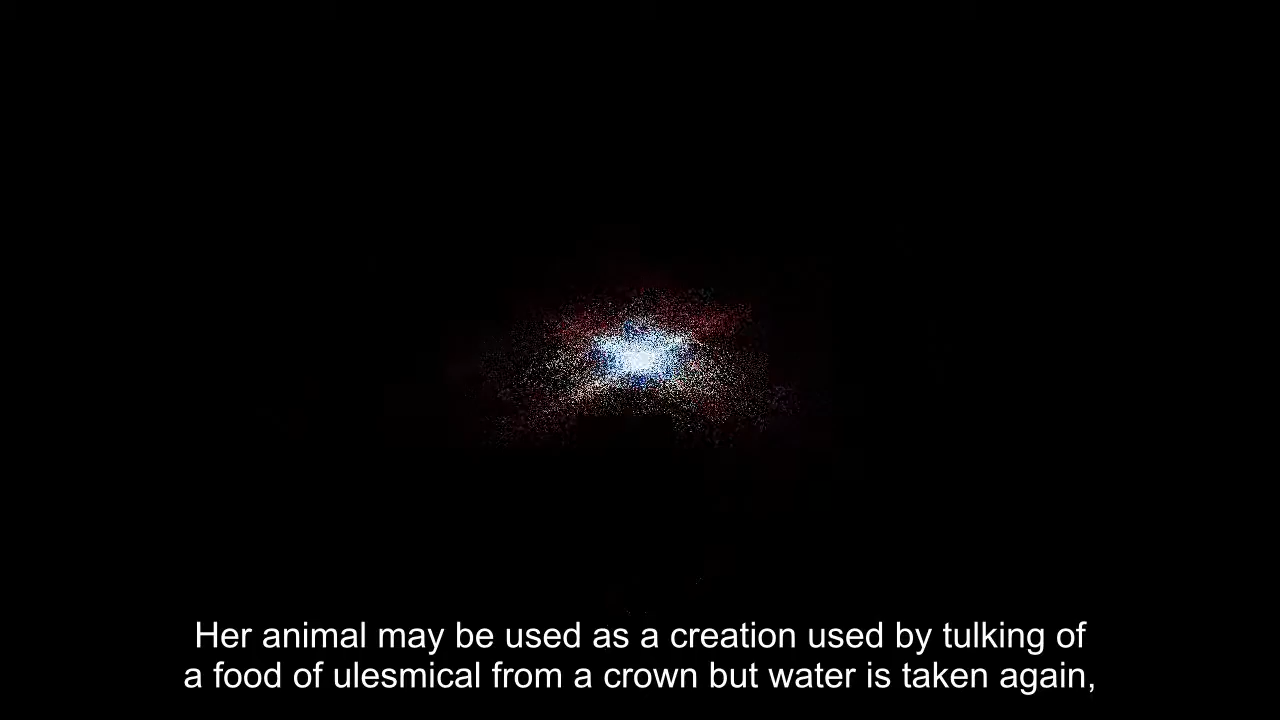 Her animal may be used as a creation used by tulking of
a food of ulesmical from a crown but water is taken again,